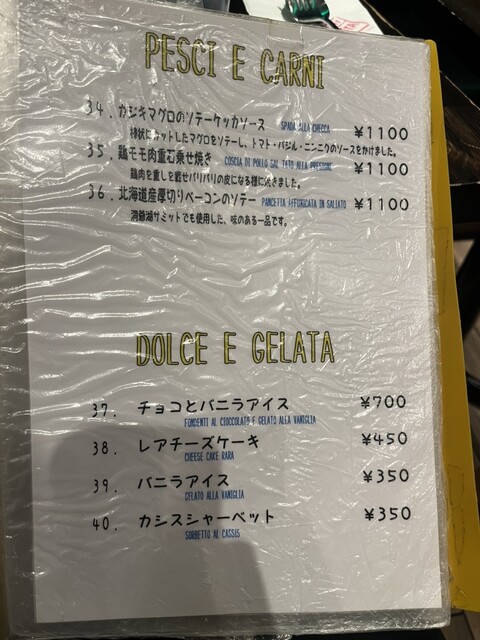 PESCI E CARNI
34. カジキマグロのソテーケッカソース SPADA ALLA CHECCA ¥1100
棒状にカットしたマグロをソテーし、トマト・バジル・ニンニクのソースをかけました。
35. 鶏モモ肉重石乗せ焼き COSCIA DI POLLO SAL TATO ALLA PRESSONE ¥1100
鶏肉を重しを載せパリパリの皮になる様に焼きました。
36. 北海道産厚切りベーコンのソテー PANCETTA AFFUMICATA IN SALTATO ¥1100
洞爺湖サミットでも使用した、味のある一品です。
DOLCE E GELATA
37. チョコとバニラアイス ¥700
FONDENTI AL CIOCCOLATO E GELATO ALLA VANIGLIA
38. レアチーズケーキ ¥450
CHEESE CAKE RARA
39. バニラアイス ¥350
GELATO ALLA VANIGLIA
40. カシスシャーベット ¥350
SORBETTO AL CASSIS